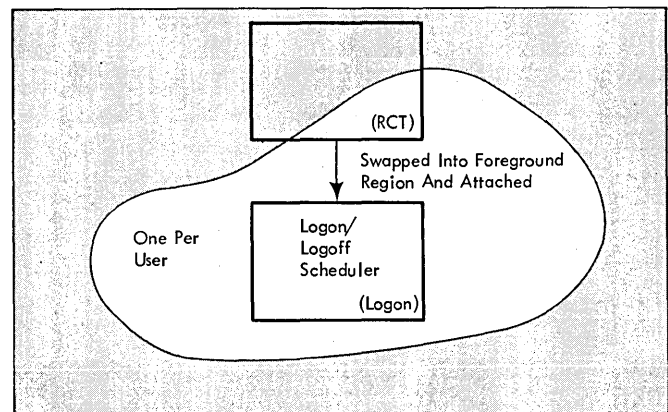 (RCT)
Swapped Into Foreground
Region And Attached
One Per
User
Logon/
Logoff
Scheduler
(Logon)